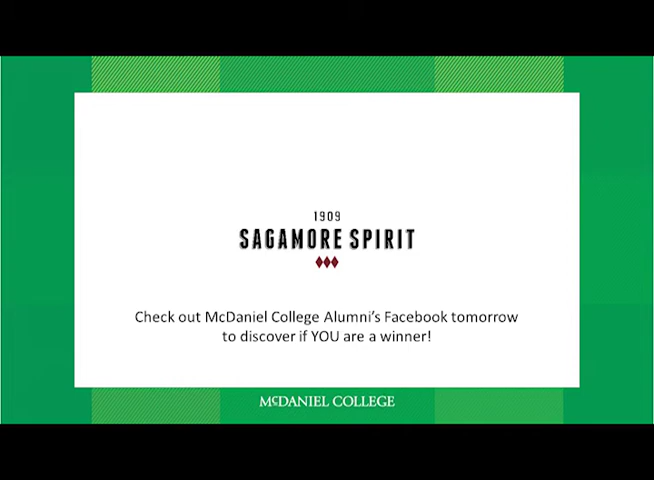 1909
SAGAMORE SPIRIT
Check out McDaniel College Alumni's Facebook tomorrow
to discover if YOU are a winner!
McDANIEL COLLEGE